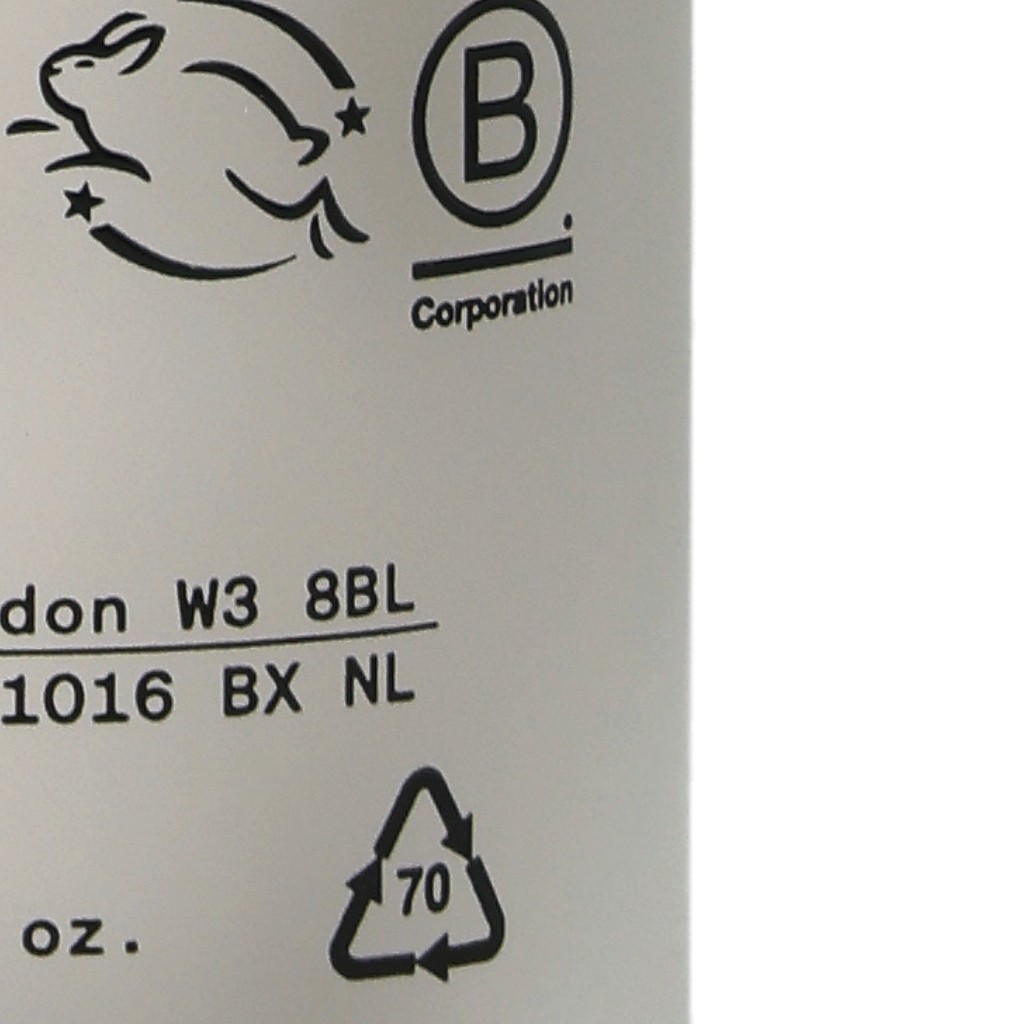 B
Corporation
don W3 8BL
1016 BX NL
70
oz.